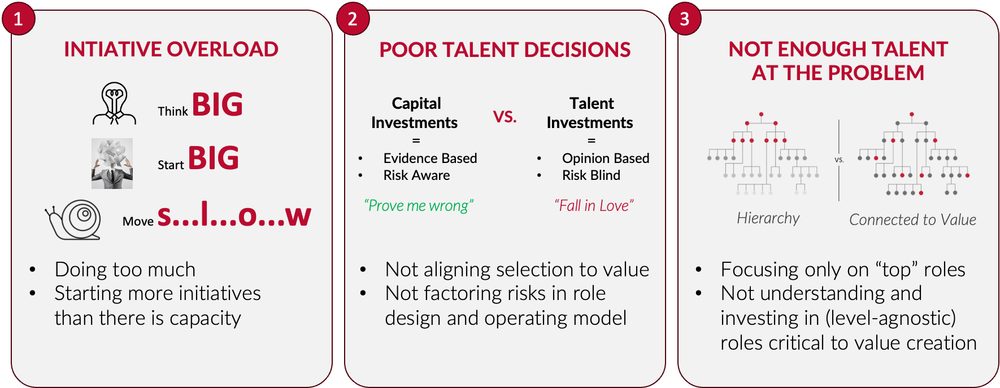 1
INTIATIVE OVERLOAD
Think BIG
Start BIG
Move s...l...o...w
• Doing too much
• Starting more initiatives
than there is capacity
2
POOR TALENT DECISIONS
Capital
Investments
=
• Evidence Based
• Risk Aware
“Prove me wrong”
VS.
Talent
Investments
=
• Opinion Based
• Risk Blind
“Fall in Love”
• Not aligning selection to value
• Not factoring risks in role
design and operating model
3
NOT ENOUGH TALENT
AT THE PROBLEM
Hierarchy
vs.
Connected to Value
• Focusing only on “top” roles
• Not understanding and
investing in (level-agnostic)
roles critical to value creation